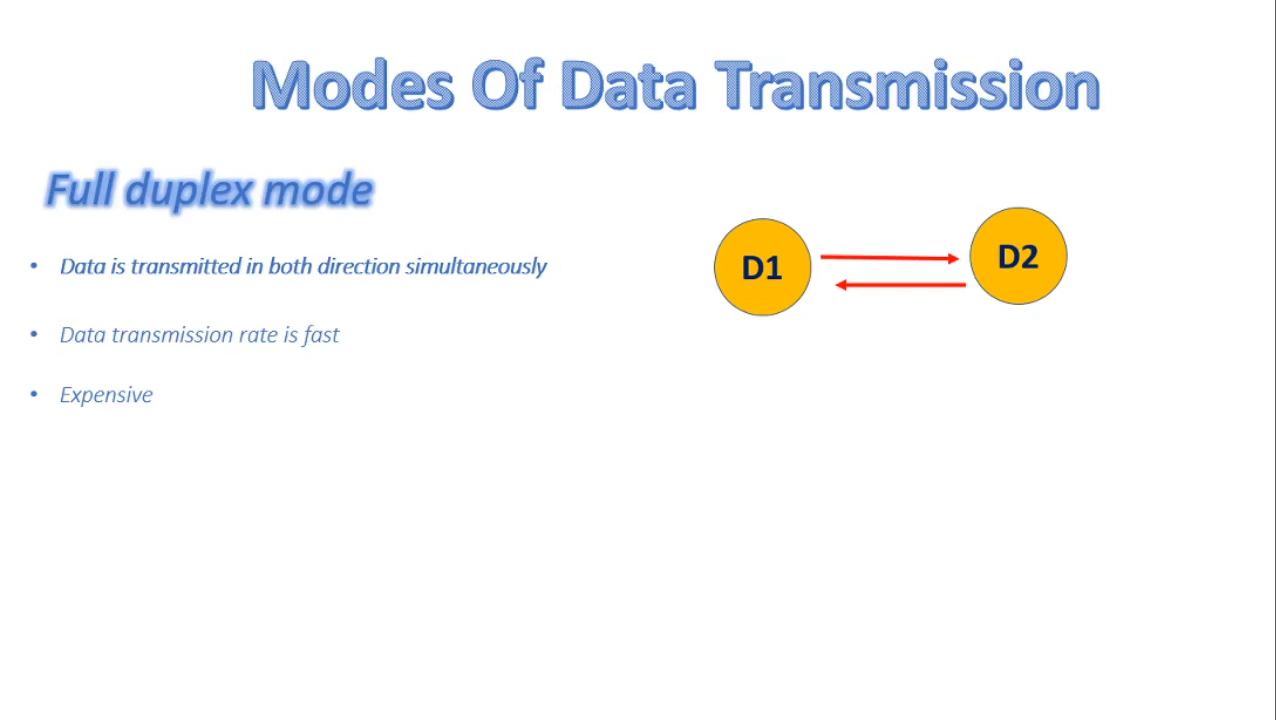 Modes Of Data Transmission
Full duplex mode
• Data is transmitted in both direction simultaneously
• Data transmission rate is fast
• Expensive
D1
D2